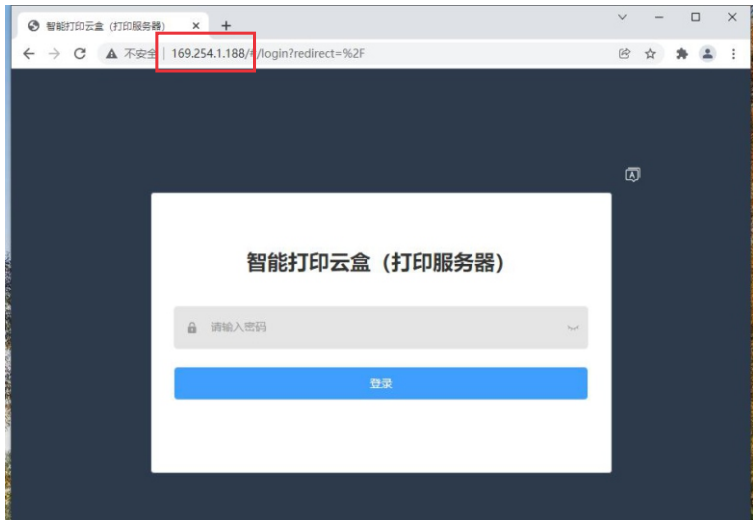 智能打印云盒（打印服务器）
不安全 169.254.1.188/#/login?redirect=%2F
A
智能打印云盒（打印服务器）
请输入密码
登录